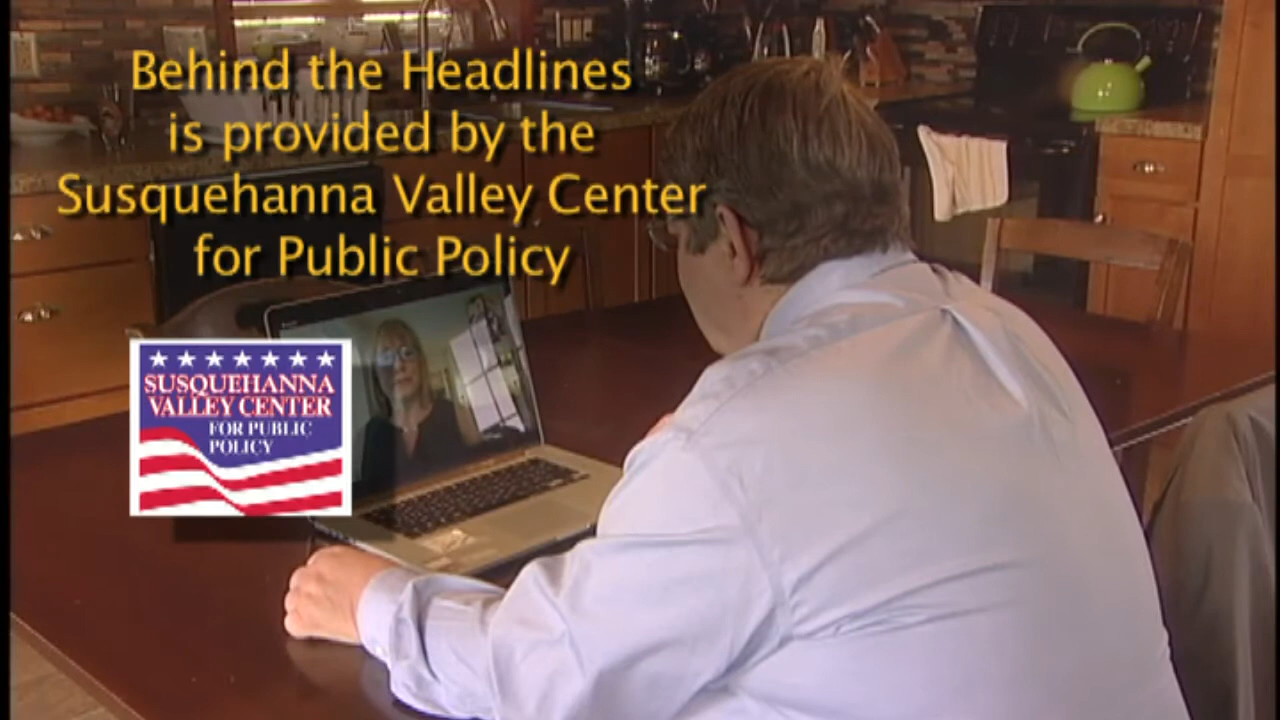 Behind the Headlines
is provided by the
Susquehanna Valley Center
for Public Policy
SUSQUEHANNA
VALLEY CENTER
FOR PUBLIC
POLICY